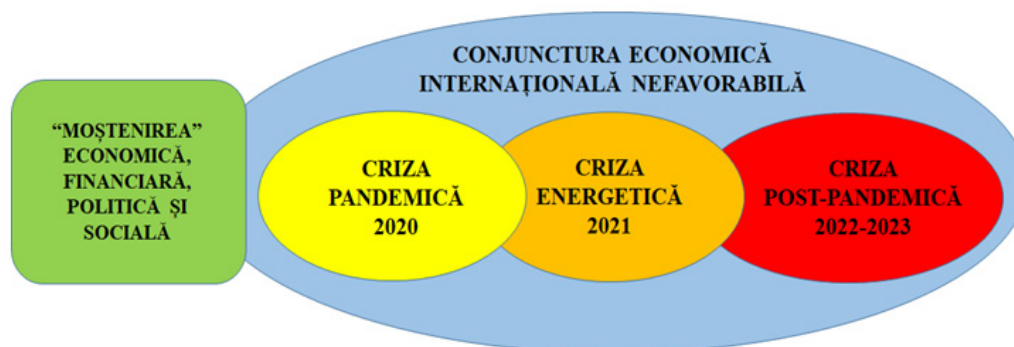 “MOȘTENIREA”
ECONOMICĂ,
FINANCIARĂ,
POLITICĂ ȘI
SOCIALĂ
CONJUNCTURA ECONOMICĂ
INTERNAȚIONALĂ NEFAVORABILĂ
CRIZA
PANDEMICĂ
2020
CRIZA
ENERGETICĂ
2021
CRIZA
POST-PANDEMICĂ
2022-2023